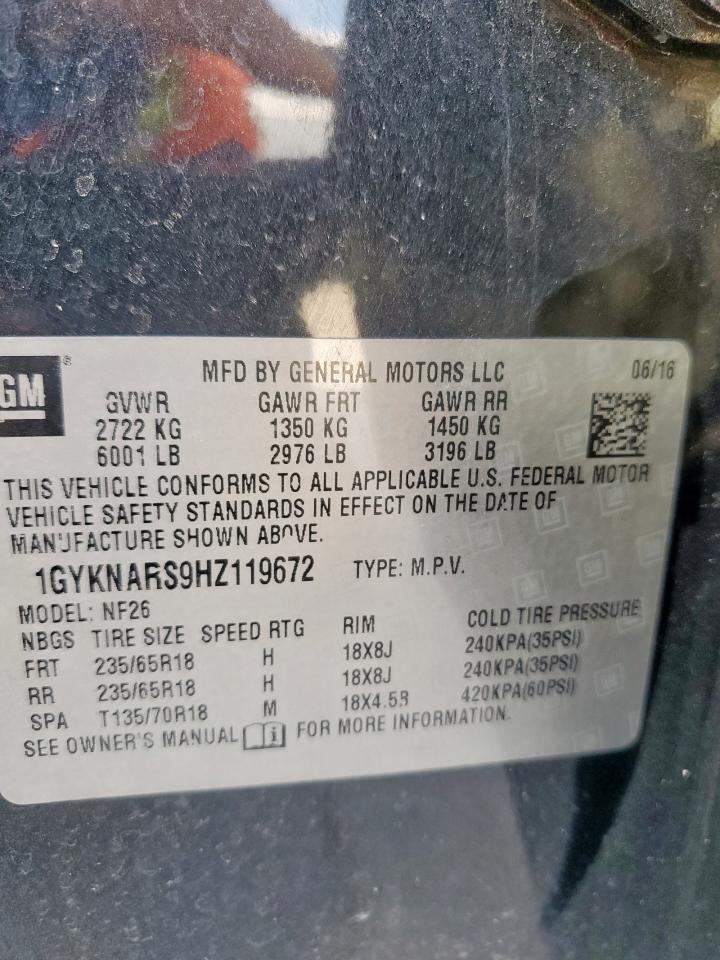 GM ®
MFD BY GENERAL MOTORS LLC 06/16
GVWR GAWR FRT GAWR RR
2722 KG 1350 KG 1450 KG
6001 LB 2976 LB 3196 LB
THIS VEHICLE CONFORMS TO ALL APPLICABLE U.S. FEDERAL MOTOR
VEHICLE SAFETY STANDARDS IN EFFECT ON THE DATE OF
MANUFACTURE SHOWN ABOVE.
1GYKNARS9HZ119672 TYPE: M.P.V.
MODEL: NF26
NBGS TIRE SIZE SPEED RTG RIM COLD TIRE PRESSURE
FRT 235/65R18 H 18X8J 240KPA(35PSI)
RR 235/65R18 H 18X8J 240KPA(35PSI)
SPA T135/70R18 M 18X4.5B 420KPA(60PSI)
SEE OWNER'S MANUAL FOR MORE INFORMATION.